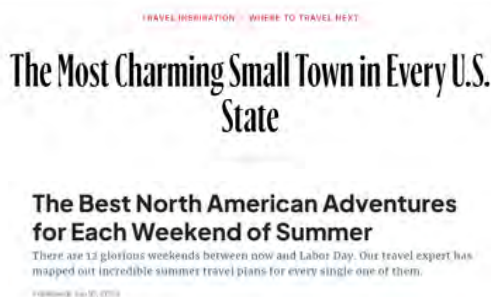 TRAVEL INSPIRATION WHERE TO TRAVEL NEXT
The Most Charming Small Town in Every U.S.
State
The Best North American Adventures
for Each Weekend of Summer
There are 12 glorious weekends between now and Labor Day. Our travel expert has
mapped out incredible summer travel plans for every single one of them.